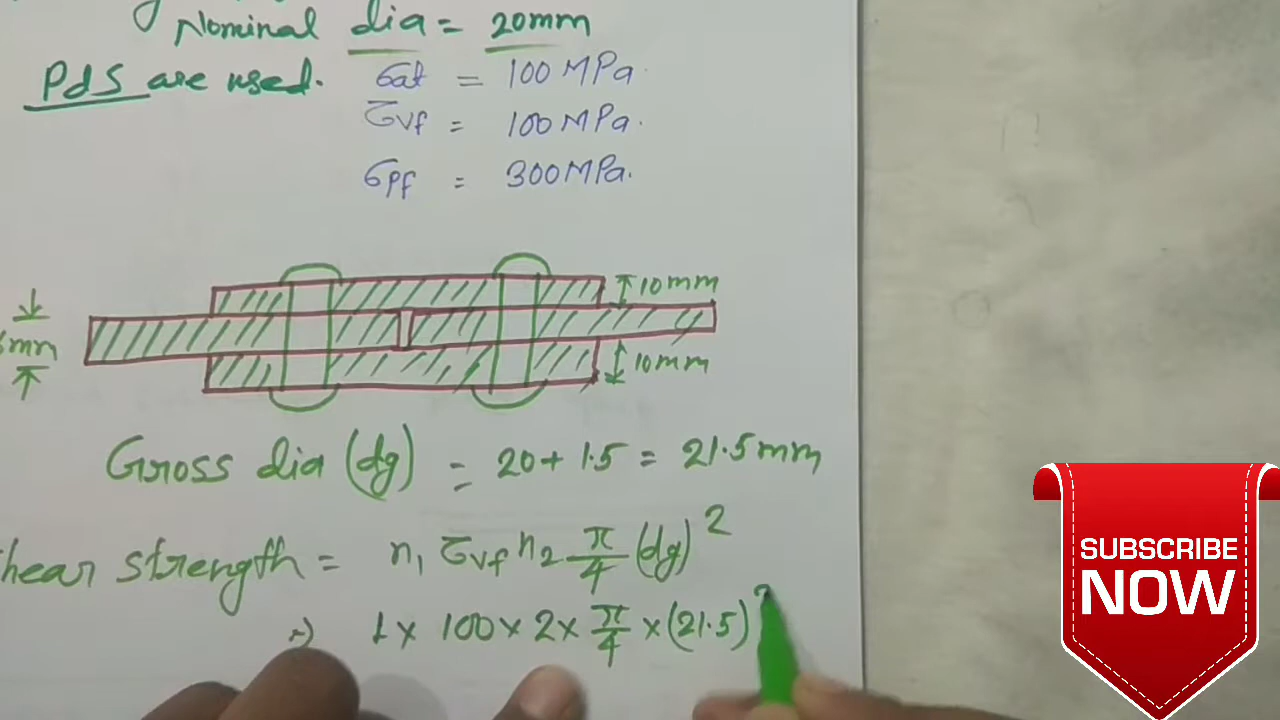 Nominal dia = 20mm
Pds are used. σat = 100 MPa.
τvf = 100 MPa.
σpf = 300 MPa.
10mm
mm
10mm
Gross dia (dg) = 20 + 1.5 = 21.5 mm
hear strength = n1 τvf n2 π/4 (dg)²
1 × 100 × 2 × π/4 × (21.5)²
SUBSCRIBE
NOW